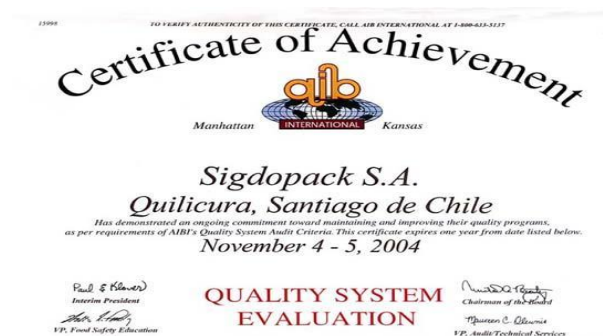 TO VERIFY AUTHENTICITY OF THIS CERTIFICATE, CALL AIB INTERNATIONAL AT 1-800-633-5137
Certificate of Achievement
aib
INTERNATIONAL
Manhattan Kansas
Sigdopack S.A.
Quilicura, Santiago de Chile
Has demonstrated an ongoing commitment toward maintaining and improving their quality programs,
as per requirements of AIBI's Quality System Audit Criteria. This certificate expires one year from date listed below.
November 4 - 5, 2004
QUALITY SYSTEM
EVALUATION
Interim President
VP, Food Safety Education
Chairman of the Board
VP, Audit/Technical Services